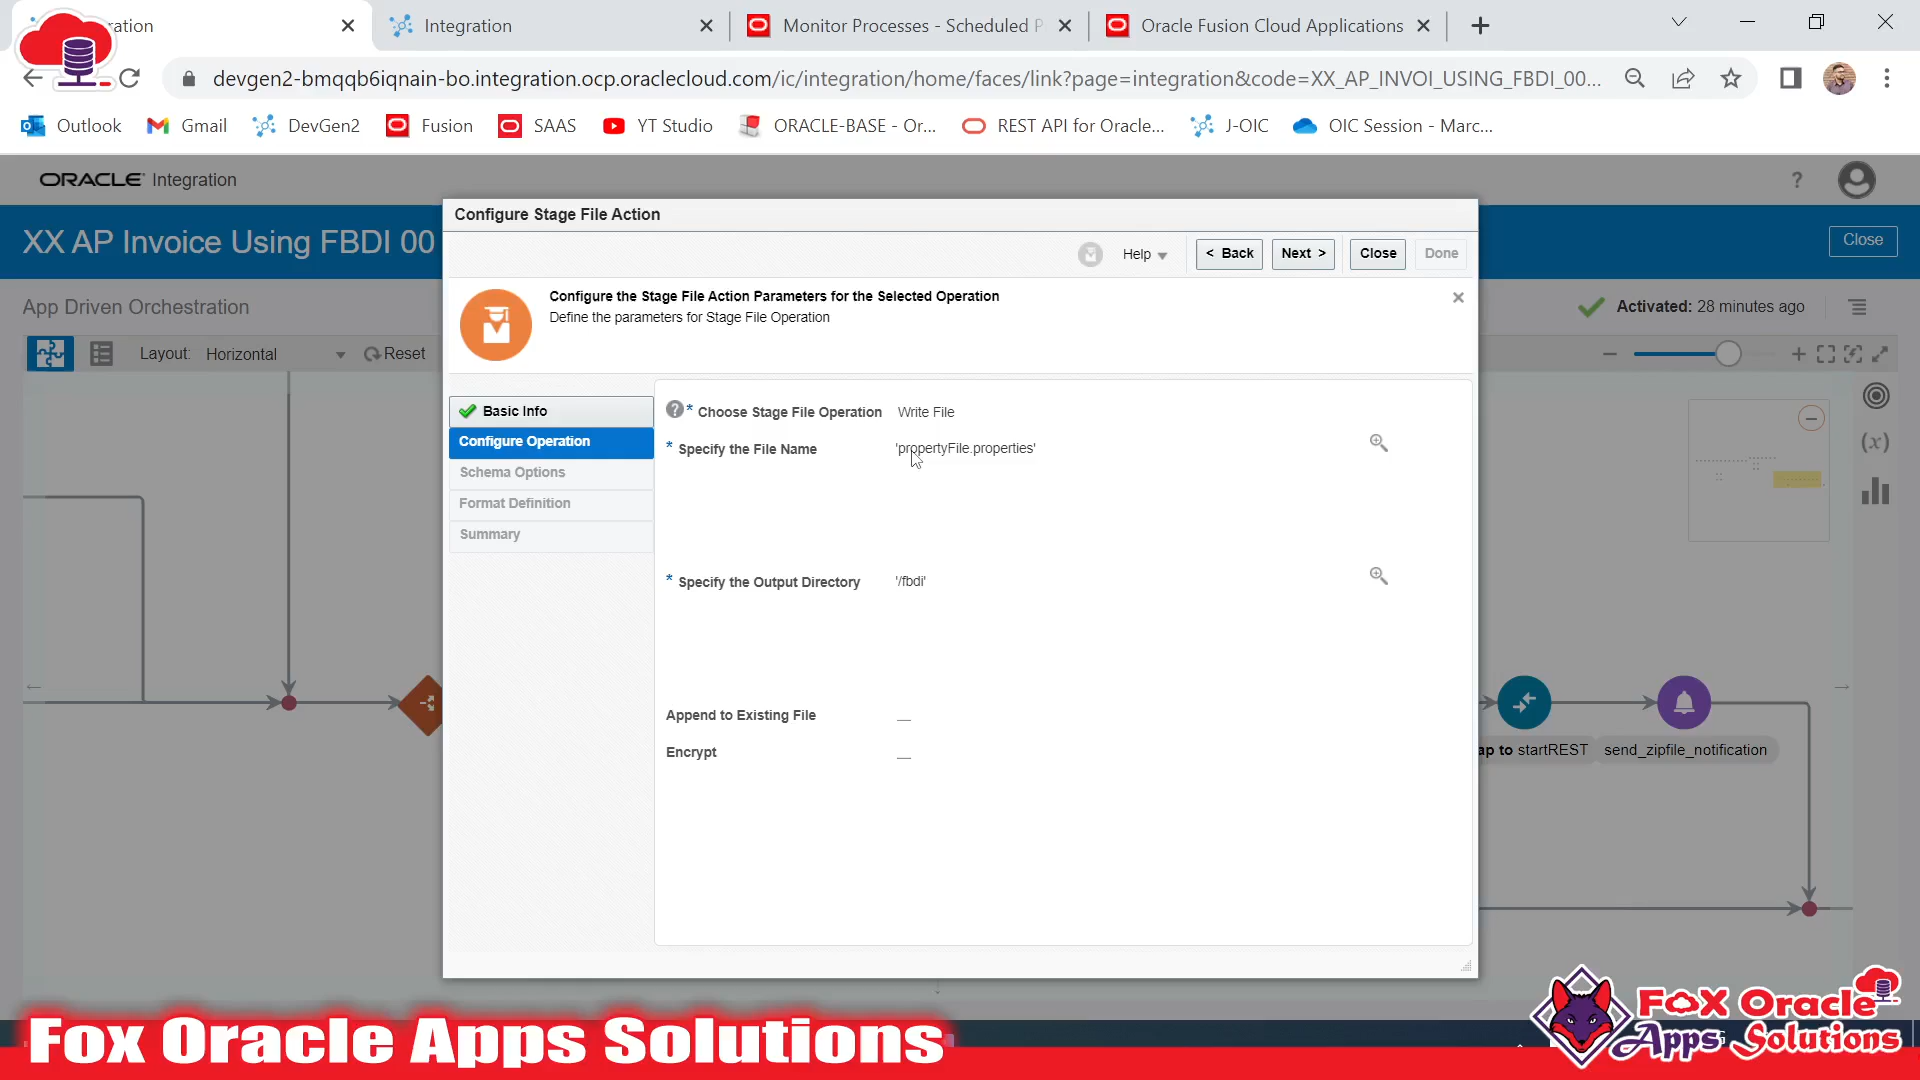 ration
Integration
Monitor Processes - Scheduled P
Oracle Fusion Cloud Applications
devgen2-bmqqb6iqnain-bo.integration.ocp.oraclecloud.com/ic/integration/home/faces/link?page=integration&code=XX_AP_INVOI_USING_FBDI_00...
Outlook
Gmail
DevGen2
Fusion
SAAS
YT Studio
ORACLE-BASE - Or...
REST API for Oracle...
J-OIC
OIC Session - Marc...
ORACLE Integration
?
XX AP Invoice Using FBDI 00
Close
App Driven Orchestration
Activated: 28 minutes ago
Layout: Horizontal
Reset
Configure Stage File Action
Help
< Back
Next >
Close
Done
Configure the Stage File Action Parameters for the Selected Operation
Define the parameters for Stage File Operation
Basic Info
Configure Operation
Schema Options
Format Definition
Summary
? * Choose Stage File Operation Write File
* Specify the File Name 'propertyFile.properties'
* Specify the Output Directory '/fbdi'
Append to Existing File
Encrypt
(x)
ap to startREST
send_zipfile_notification
Fox Oracle Apps Solutions
Fox Oracle
Apps Solutions